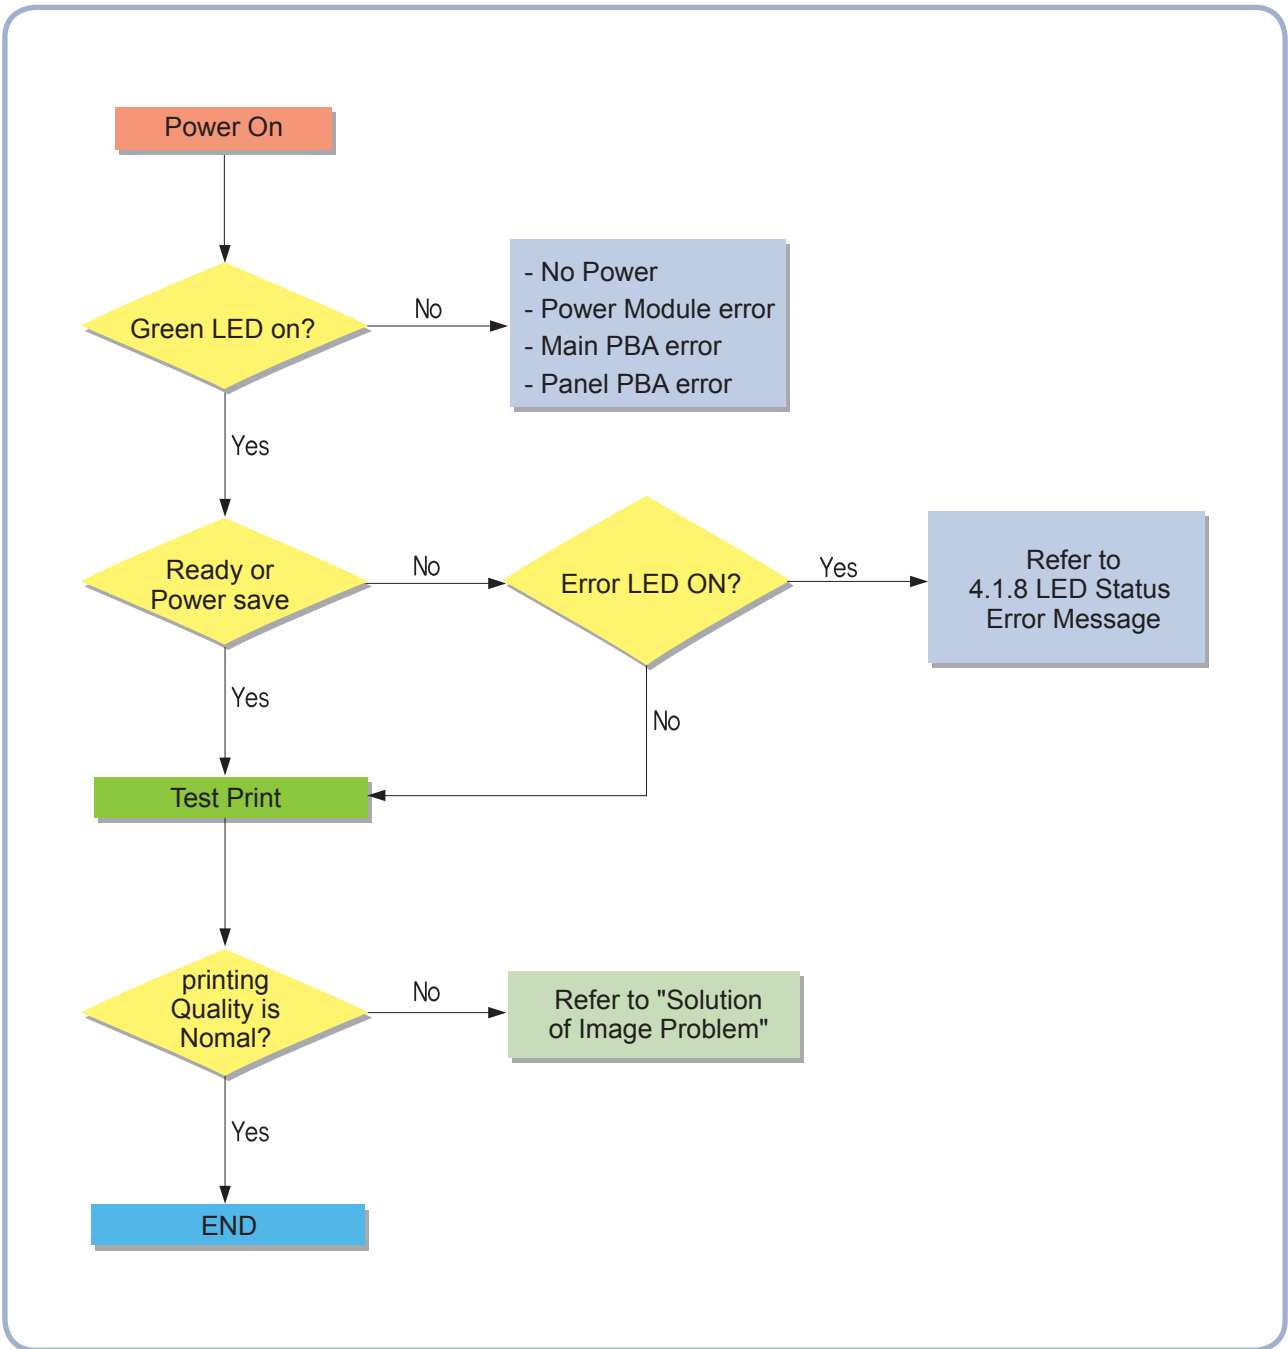 Power On
Green LED on?
No
- No Power
- Power Module error
- Main PBA error
- Panel PBA error
Yes
Ready or
Power save
No
Error LED ON?
Yes
Refer to
4.1.8 LED Status
Error Message
Yes
No
Test Print
printing
Quality is
Nomal?
No
Refer to "Solution
of Image Problem"
Yes
END